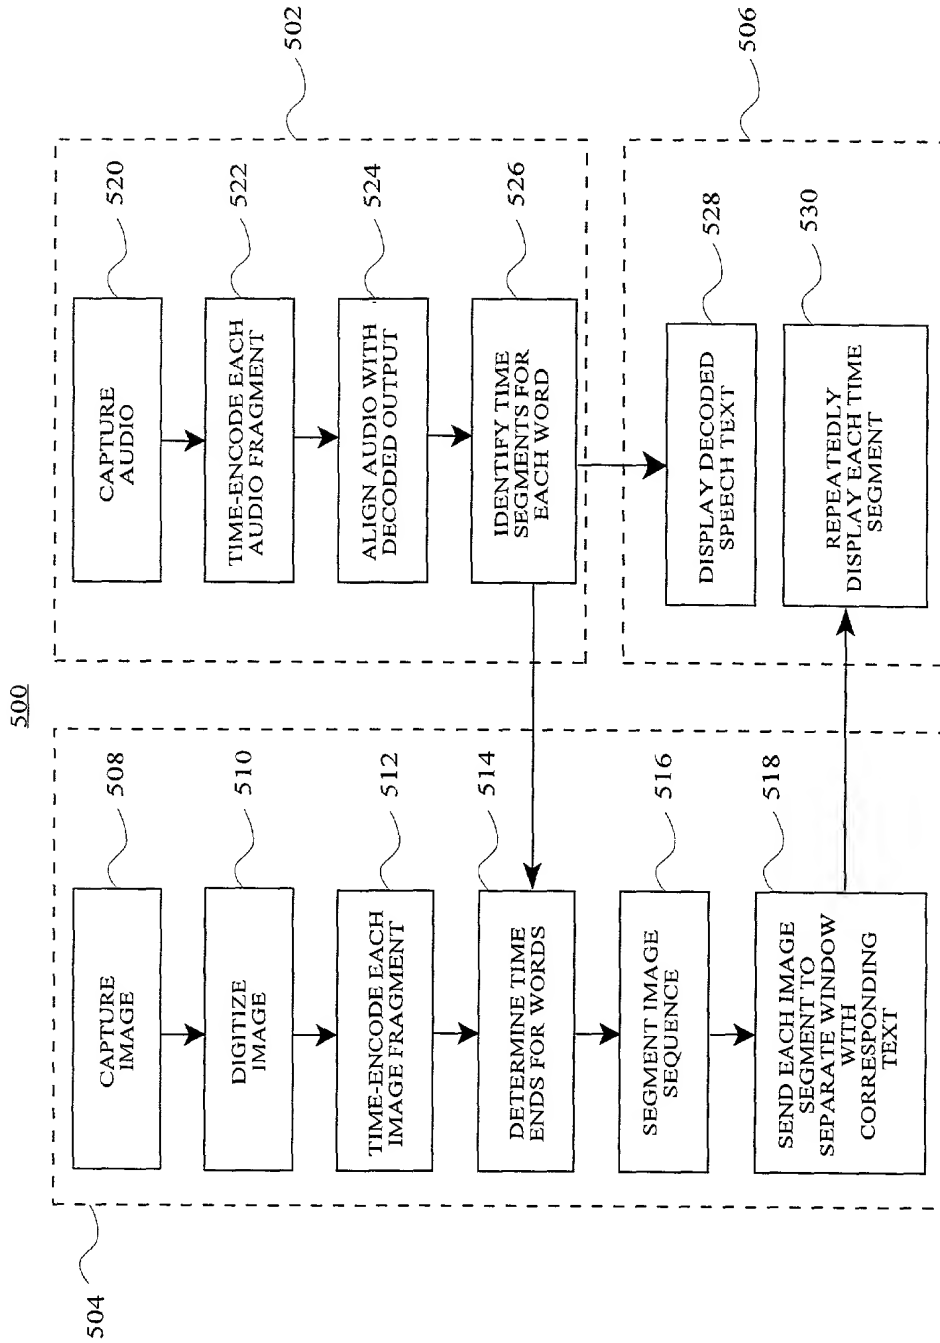 500
504
CAPTURE
IMAGE
508
DIGITIZE
IMAGE
510
TIME-ENCODE EACH
IMAGE FRAGMENT
512
DETERMINE TIME
ENDS FOR WORDS
514
SEGMENT IMAGE
SEQUENCE
516
SEND EACH IMAGE
SEGMENT TO
SEPARATE WINDOW
WITH
CORRESPONDING
TEXT
518
502
CAPTURE
AUDIO
520
TIME-ENCODE EACH
AUDIO FRAGMENT
522
ALIGN AUDIO WITH
DECODED OUTPUT
524
IDENTIFY TIME
SEGMENTS FOR
EACH WORD
526
506
DISPLAY DECODED
SPEECH TEXT
528
REPEATEDLY
DISPLAY EACH TIME
SEGMENT
530